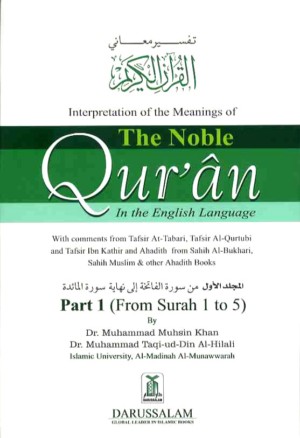 تفسير معاني
القرآن الكريم
Interpretation of the Meanings of
The Noble
Qur'ân
In the English Language
With comments from Tafsir At-Tabari, Tafsir Al-Qurtubi
and Tafsir Ibn Kathir and Ahadith from Sahih Al-Bukhari,
Sahih Muslim & other Ahadith Books
المجلد الأول من سورة الفاتحة إلى نهاية سورة المائدة
Part 1 (From Surah 1 to 5)
By
Dr. Muhammad Muhsin Khan
Dr. Muhammad Taqi-ud-Din Al-Hilali
Islamic University, Al-Madinah Al-Munawwarah
DARUSSALAM
DARUSSALAM
GLOBAL LEADER IN ISLAMIC BOOKS